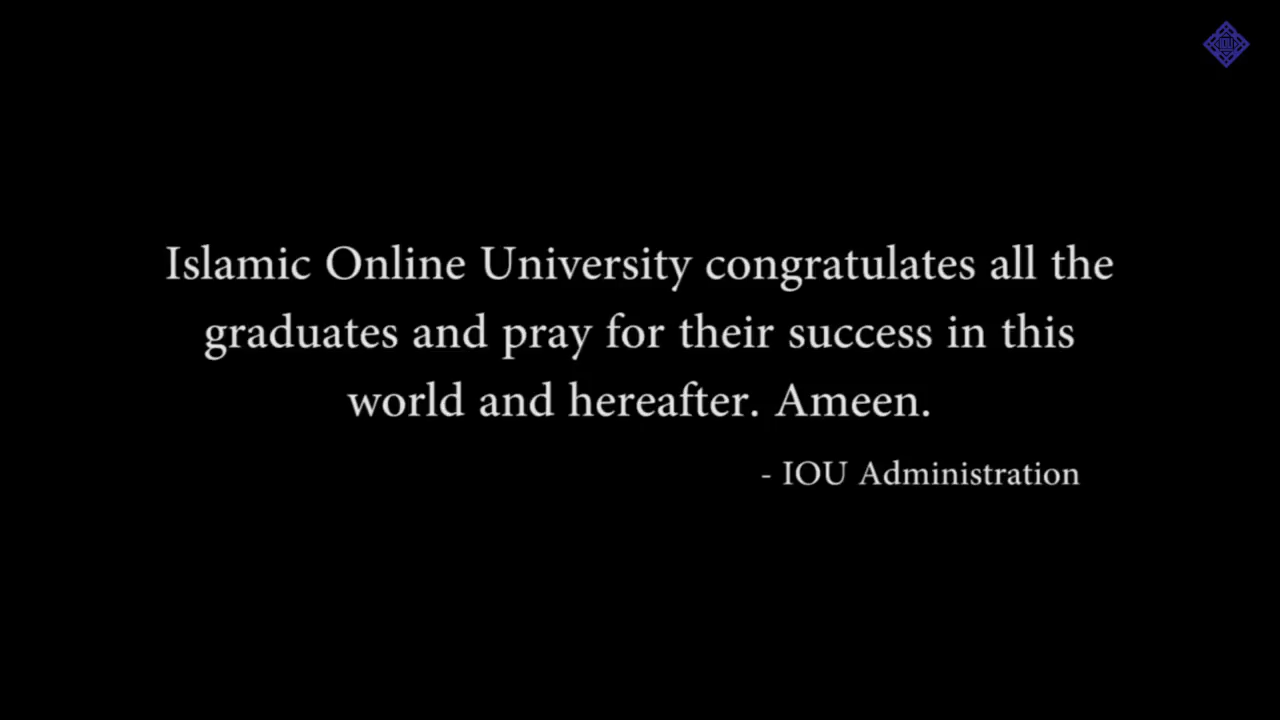 IOU
Islamic Online University congratulates all the
graduates and pray for their success in this
world and hereafter. Ameen.
- IOU Administration